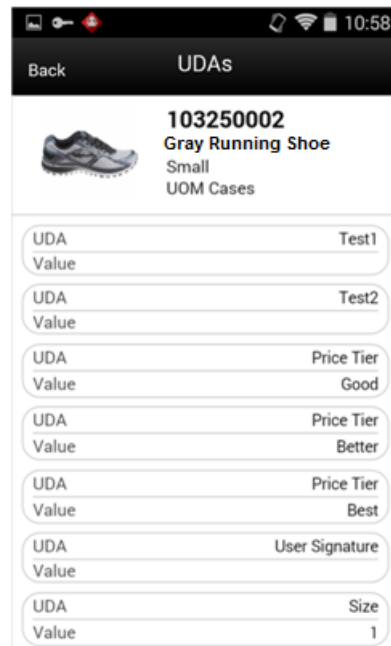 10:58
Back
UDAs
103250002
Gray Running Shoe
Small
UOM Cases
UDA Test1
Value
UDA Test2
Value
UDA Price Tier
Value Good
UDA Price Tier
Value Better
UDA Price Tier
Value Best
UDA User Signature
Value
UDA Size
Value 1